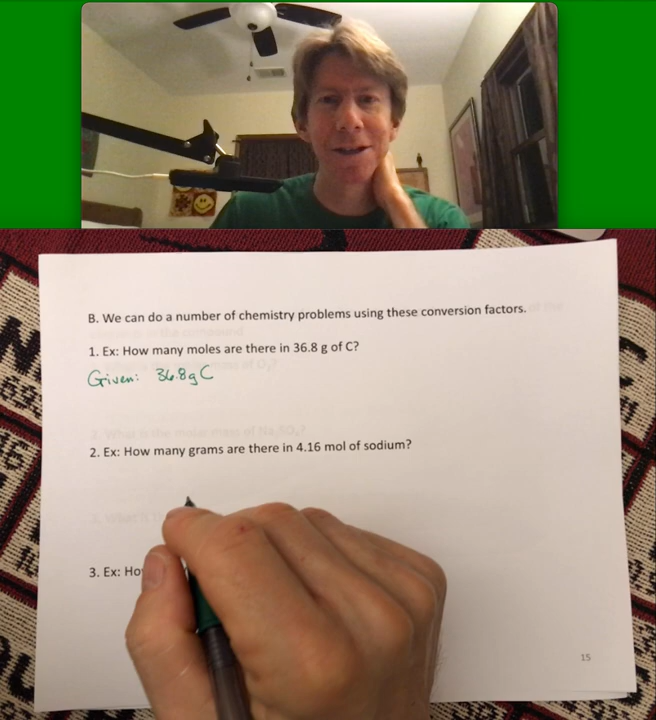 B. We can do a number of chemistry problems using these conversion factors.
1. Ex: How many moles are there in 36.8 g of C?
Given: 36.8g C
2. Ex: How many grams are there in 4.16 mol of sodium?
3. Ex:
15